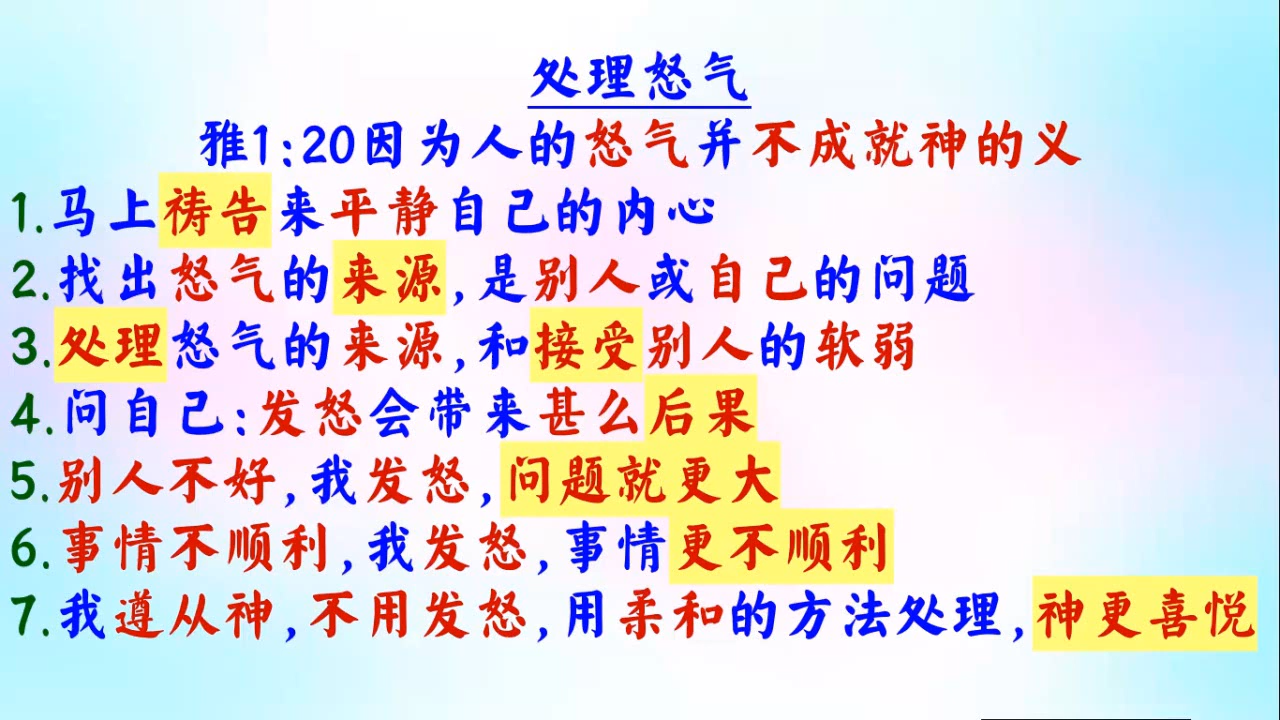 处理怒气
雅1:20因为人的怒气并不成就神的义
1.马上祷告来平静自己的内心
2.找出怒气的来源,是别人或自己的问题
3.处理怒气的来源,和接受别人的软弱
4.问自己:发怒会带来甚么后果
5.别人不好,我发怒,问题就更大
6.事情不顺利,我发怒,事情更不顺利
7.我遵从神,不用发怒,用柔和的方法处理,神更喜悦